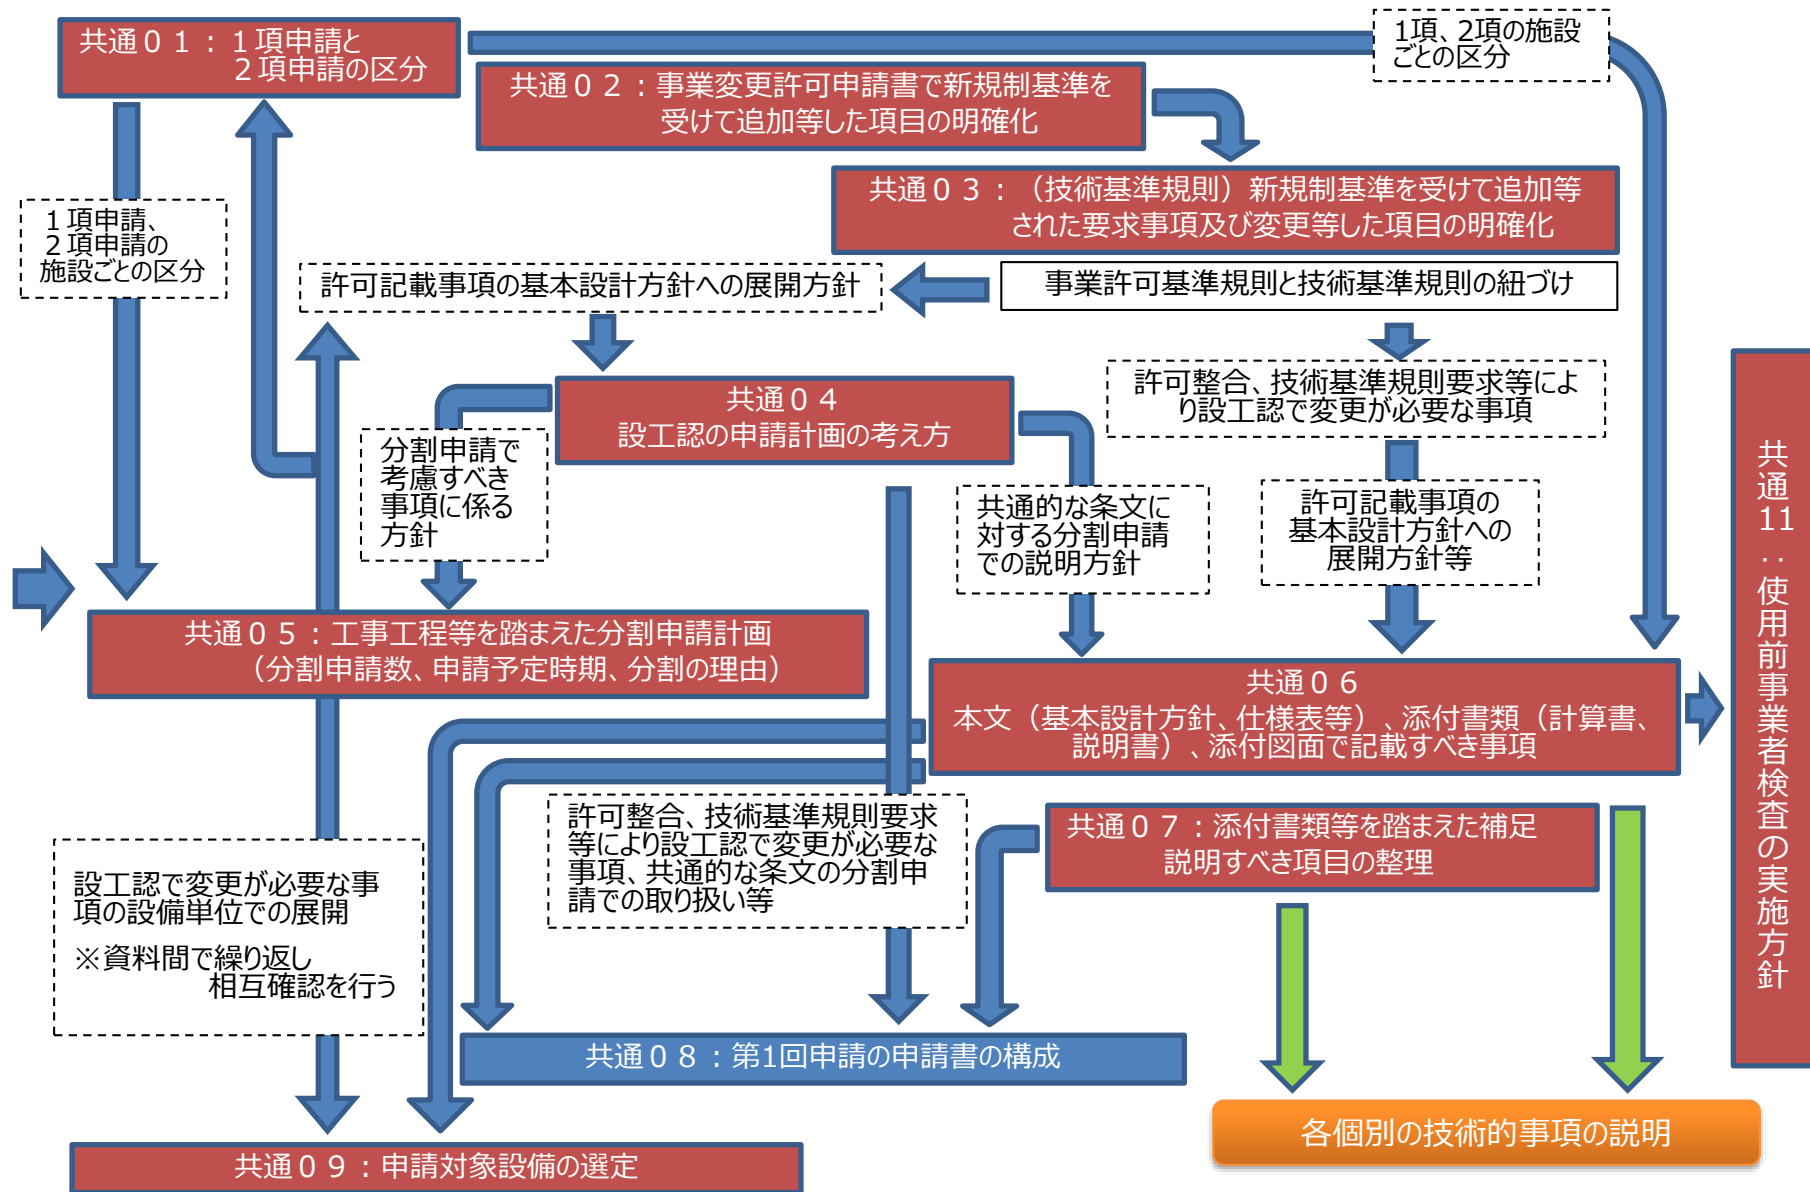 共通０１：１項申請と
２項申請の区分
1項、2項の施設
ごとの区分
共通０２：事業変更許可申請書で新規制基準を
受けて追加等した項目の明確化
共通０３：（技術基準規則）新規制基準を受けて追加等
された要求事項及び変更等した項目の明確化
１項申請、
２項申請の
施設ごとの区分
許可記載事項の基本設計方針への展開方針
事業許可基準規則と技術基準規則の紐づけ
共通０４
設工認の申請計画の考え方
許可整合、技術基準規則要求等によ
り設工認で変更が必要な事項
分割申請で
考慮すべき
事項に係る
方針
共通的な条文に
対する分割申請
での説明方針
許可記載事項の
基本設計方針への
展開方針等
共通０５：工事工程等を踏まえた分割申請計画
（分割申請数、申請予定時期、分割の理由）
共通０６
本文（基本設計方針、仕様表等）、添付書類（計算書、
説明書）、添付図面で記載すべき事項
共通11：使用前事業者検査の実施方針
許可整合、技術基準規則要求
等により設工認で変更が必要な
事項、共通的な条文の分割申
請での取り扱い等
共通０７：添付書類等を踏まえた補足
説明すべき項目の整理
設工認で変更が必要な事
項の設備単位での展開
※資料間で繰り返し
相互確認を行う
共通０８：第1回申請の申請書の構成
各個別の技術的事項の説明
共通０９：申請対象設備の選定